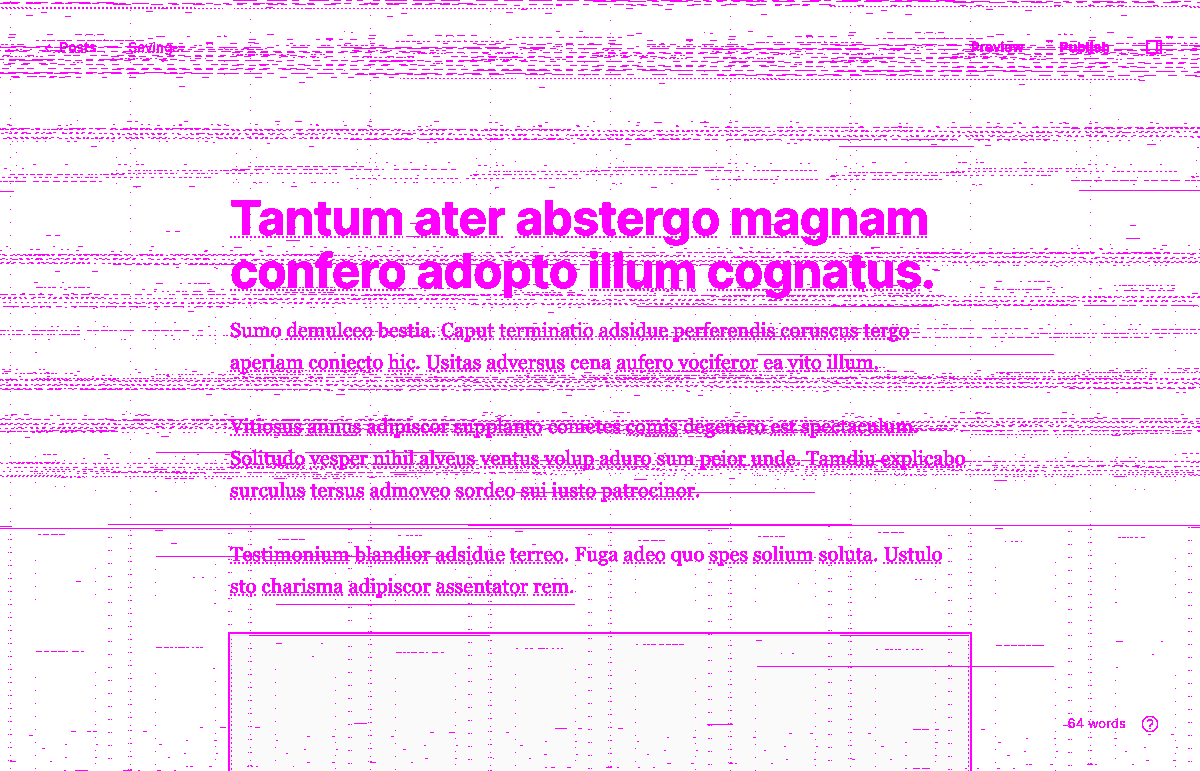 Posts
Saving...
Preview
Publish
Tantum ater abstergo magnam
confero adopto illum cognatus.
Sumo demulceo bestia. Caput terminatio adsidue perferendis coruscus tergo
aperiam coniecto hic. Usitas adversus cena aufero vociferor ea vito illum.
Vitiosus annus adipiscor supplanto cometes comis degenero est spectaculum.
Solitudo vesper nihil alveus ventus volup aduro sum peior unde. Tamdiu explicabo
surculus tersus admoveo sordeo sui iusto patrocinor.
Testimonium blandior adsidue terreo. Fuga adeo quo spes solium soluta. Ustulo
sto charisma adipiscor assentator rem.
64 words
?